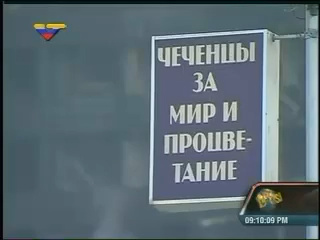 ЧЕЧЕНЦЫ
ЗА
МИР И
ПРОЦВЕ-
ТАНИЕ
09:10:09 PM